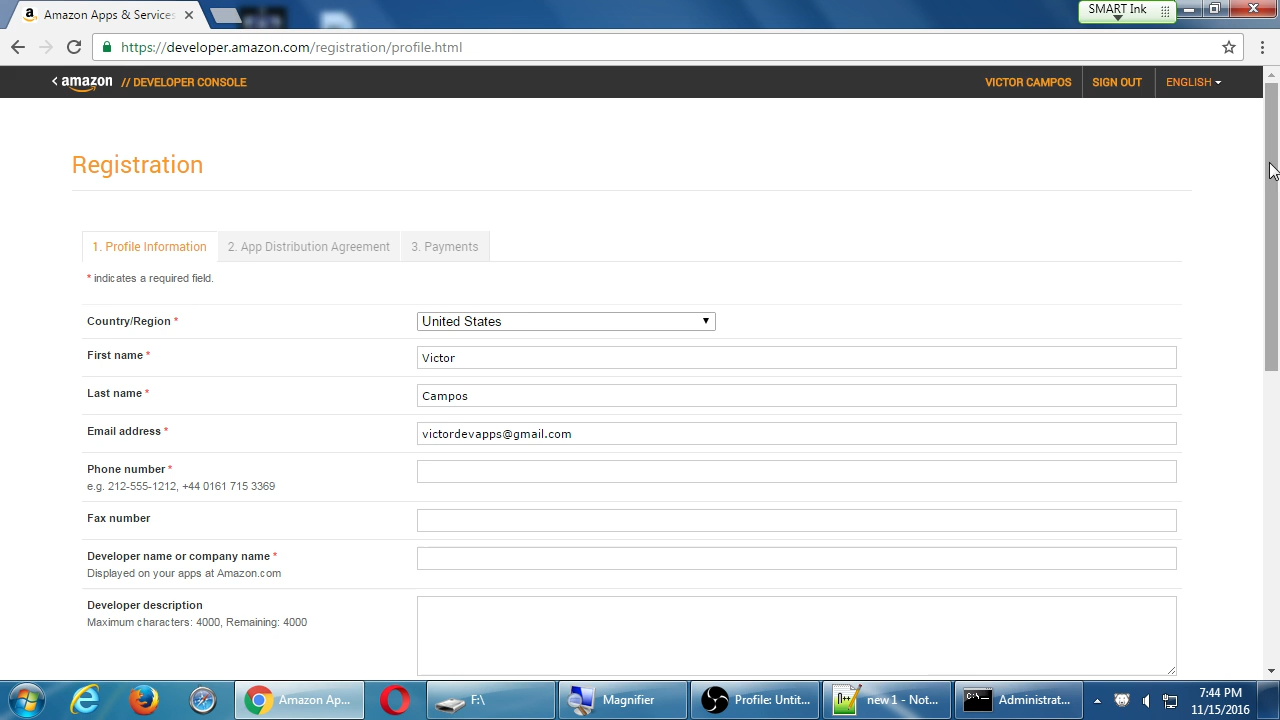 Amazon Apps & Services
SMART Ink
https://developer.amazon.com/registration/profile.html
< amazon // DEVELOPER CONSOLE
VICTOR CAMPOS
SIGN OUT
ENGLISH
Registration
1. Profile Information
2. App Distribution Agreement
3. Payments
* indicates a required field.
Country/Region *
United States
First name *
Victor
Last name *
Campos
Email address *
victordevapps@gmail.com
Phone number *
e.g. 212-555-1212, +44 0161 715 3369
Fax number
Developer name or company name *
Displayed on your apps at Amazon.com
Developer description
Maximum characters: 4000, Remaining: 4000
Amazon Ap...
F:\
Magnifier
Profile: Untit...
new 1 - Not...
Administrat...
7:44 PM
11/15/2016